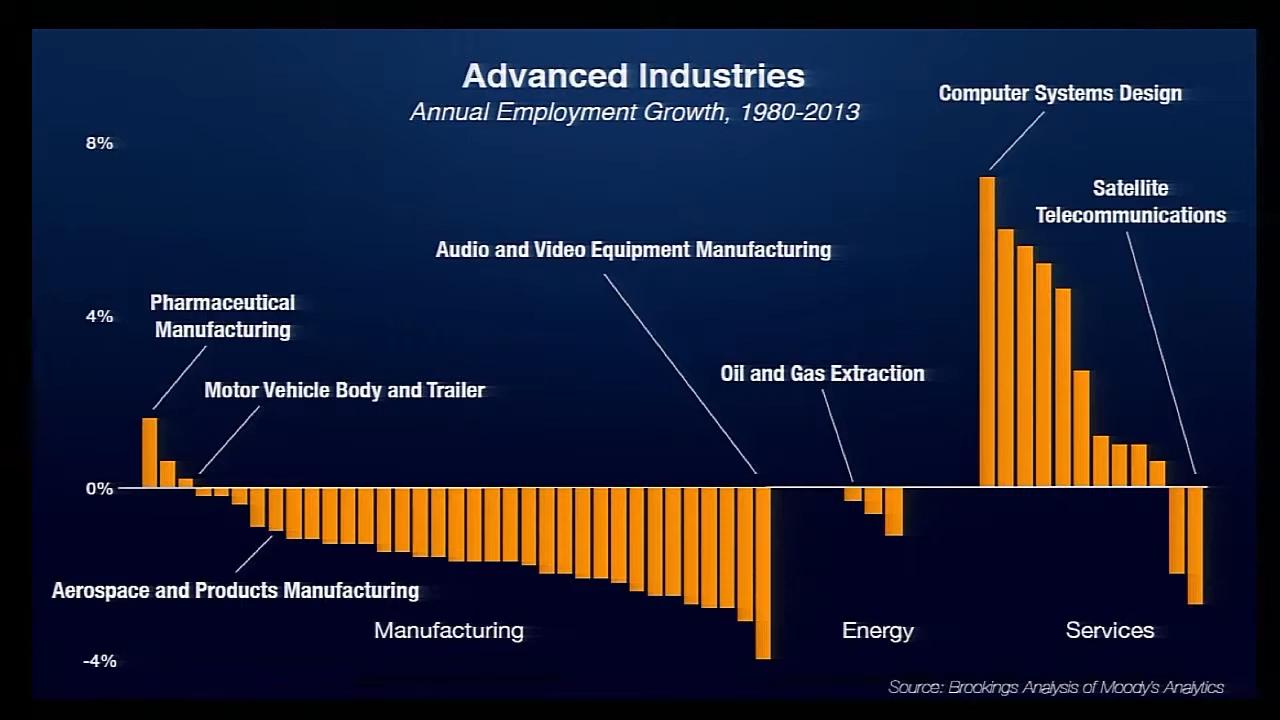 Advanced Industries
Annual Employment Growth, 1980-2013
Computer Systems Design
8%
Satellite
Telecommunications
Audio and Video Equipment Manufacturing
Pharmaceutical
Manufacturing
4%
Oil and Gas Extraction
Motor Vehicle Body and Trailer
0%
Aerospace and Products Manufacturing
Manufacturing
Energy
Services
-4%
Source: Brookings Analysis of Moody's Analytics